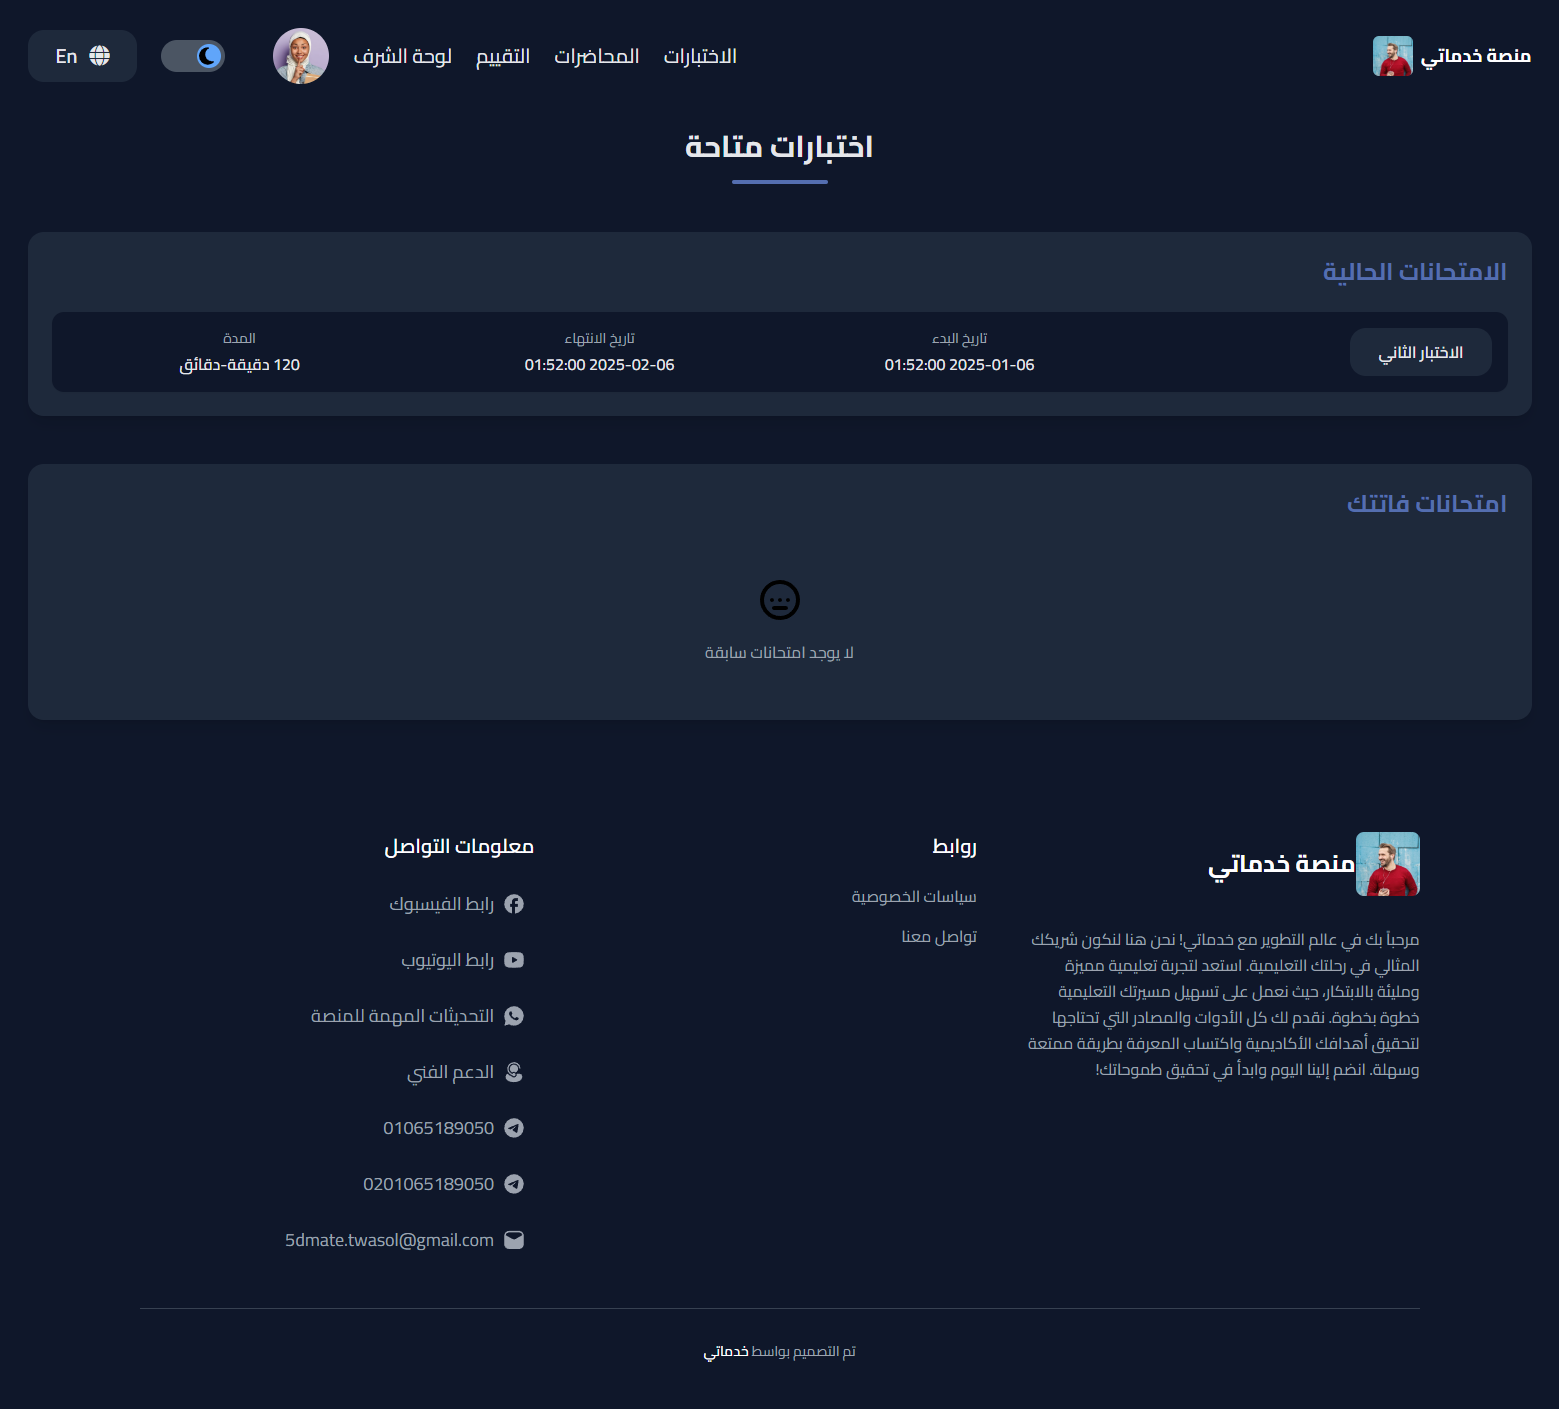 منصة خدماتي
الاختبارات
المحاضرات
التقييم
لوحة الشرف
En
اختبارات متاحة
الامتحانات الحالية
الاختبار الثاني
تاريخ البدء
2025-01-06 01:52:00
تاريخ الانتهاء
2025-02-06 01:52:00
المدة
120 دقيقة-دقائق
امتحانات فاتتك
لا يوجد امتحانات سابقة
منصة خدماتي
مرحباً بك في عالم التطوير مع خدماتي! نحن هنا لنكون شريكك
المثالي في رحلتك التعليمية. استعد لتجربة تعليمية مميزة
ومليئة بالابتكار، حيث نعمل على تسهيل مسيرتك التعليمية
خطوة بخطوة. نقدم لك كل الأدوات والمصادر التي تحتاجها
لتحقيق أهدافك الأكاديمية واكتساب المعرفة بطريقة ممتعة
وسهلة. انضم إلينا اليوم وابدأ في تحقيق طموحاتك!
روابط
سياسات الخصوصية
تواصل معنا
معلومات التواصل
رابط الفيسبوك
رابط اليوتيوب
التحديثات المهمة للمنصة
الدعم الفني
01065189050
0201065189050
5dmate.twasol@gmail.com
تم التصميم بواسط خدماتي